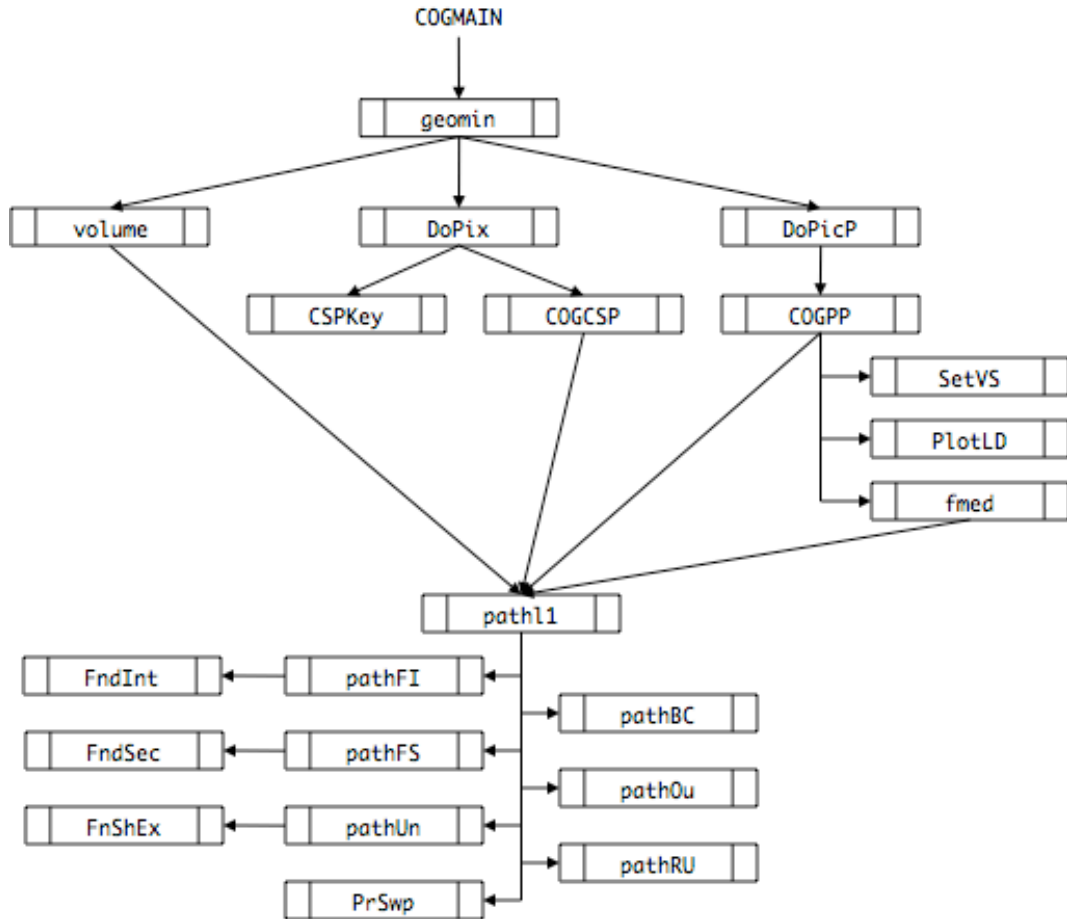 COGMAIN
geomin
volume
DoPix
DoPicP
CSPKey
COGCSP
COGPP
SetVS
PlotLD
fmed
pathl1
FndInt
pathFI
pathBC
FndSec
pathFS
pathOu
FnShEx
pathUn
pathRU
PrSwp